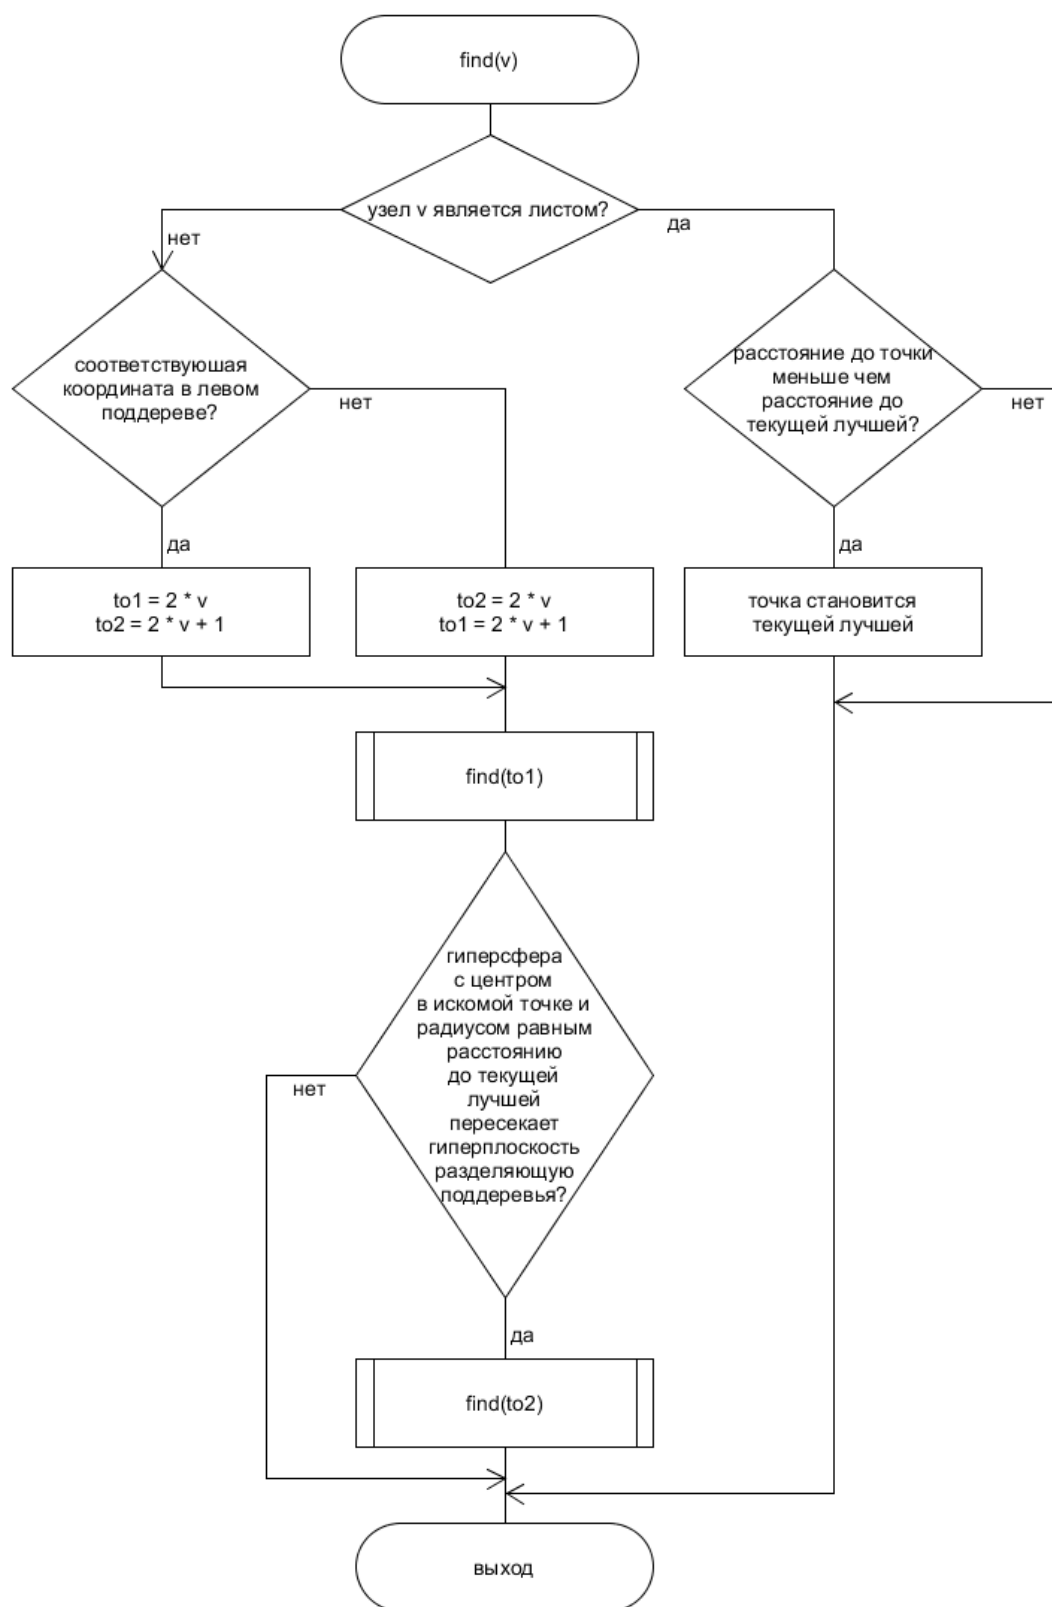 find(v)
узел v является листом?
нет
да
соответствуюшая
координата в левом
поддереве?
нет
да
расстояние до точки
меньше чем
расстояние до
текущей лучшей?
нет
да
to1 = 2 * v
to2 = 2 * v + 1
to2 = 2 * v
to1 = 2 * v + 1
точка становится
текущей лучшей
find(to1)
гиперсфера
с центром
в искомой точке и
радиусом равным
расстоянию
до текущей
лучшей
пересекает
гиперплоскость
разделяющую
поддеревья?
нет
да
find(to2)
выход